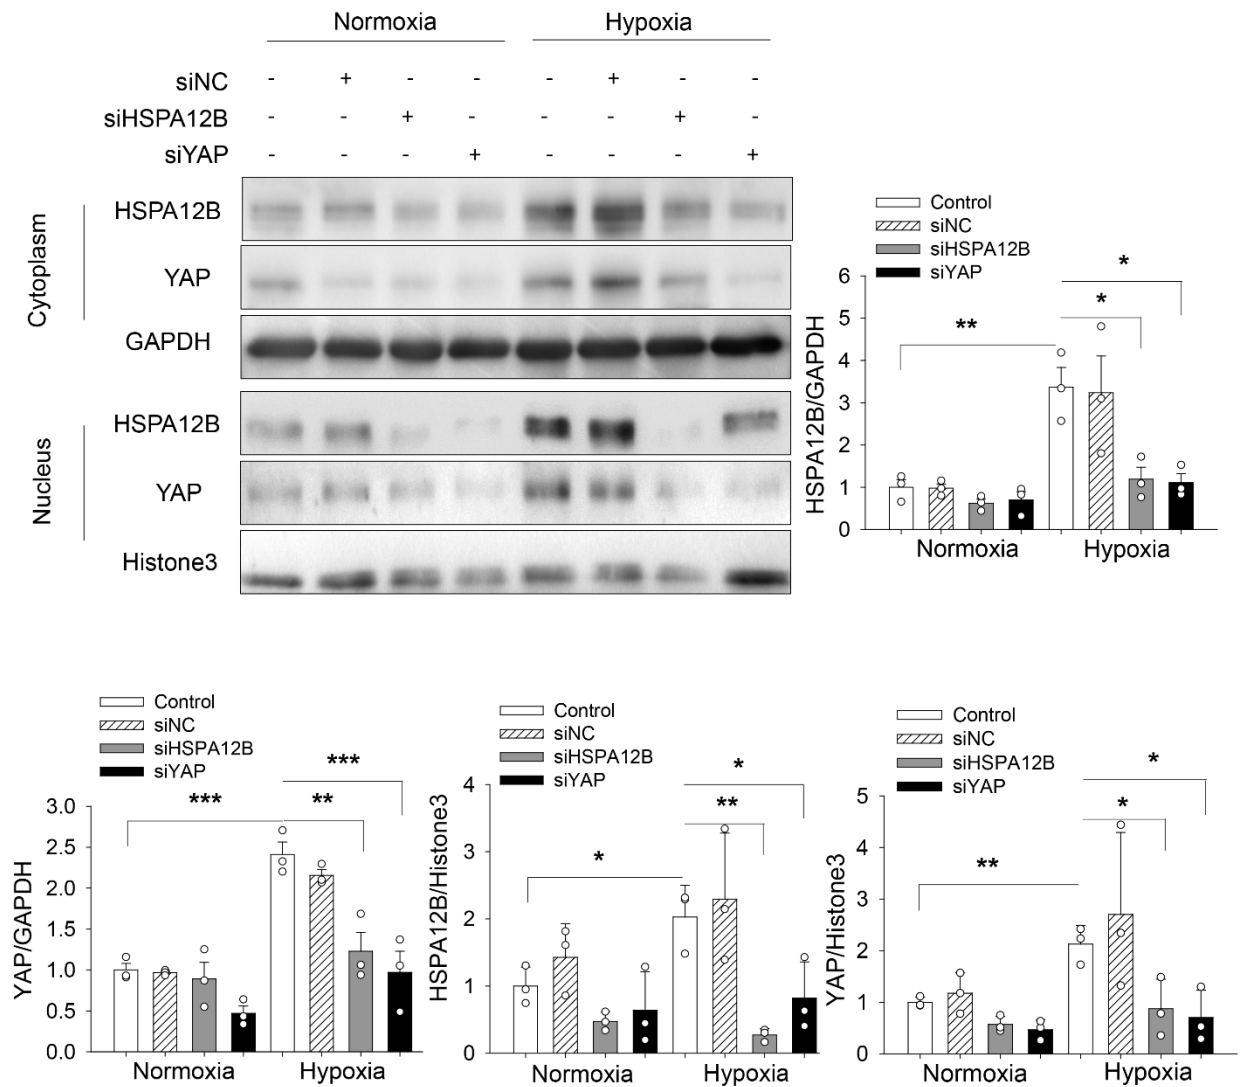 Normoxia Hypoxia
siNC - + - - - + - -
siHSPA12B - - + - - - + -
siYAP - - - + - - - +
Cytoplasm
HSPA12B
YAP
GAPDH
Nucleus
HSPA12B
YAP
Histone3
Control
siNC
siHSPA12B
siYAP
HSPA12B/GAPDH
6
5
4
3
2
1
0
**
*
*
Normoxia Hypoxia
Control
siNC
siHSPA12B
siYAP
YAP/GAPDH
3.0
2.5
2.0
1.5
1.0
0.5
0.0
***
**
***
Normoxia Hypoxia
Control
siNC
siHSPA12B
siYAP
HSPA12B/Histone3
4
3
2
1
0
*
**
*
Normoxia Hypoxia
Control
siNC
siHSPA12B
siYAP
YAP/Histone3
5
4
3
2
1
0
**
*
*
Normoxia Hypoxia